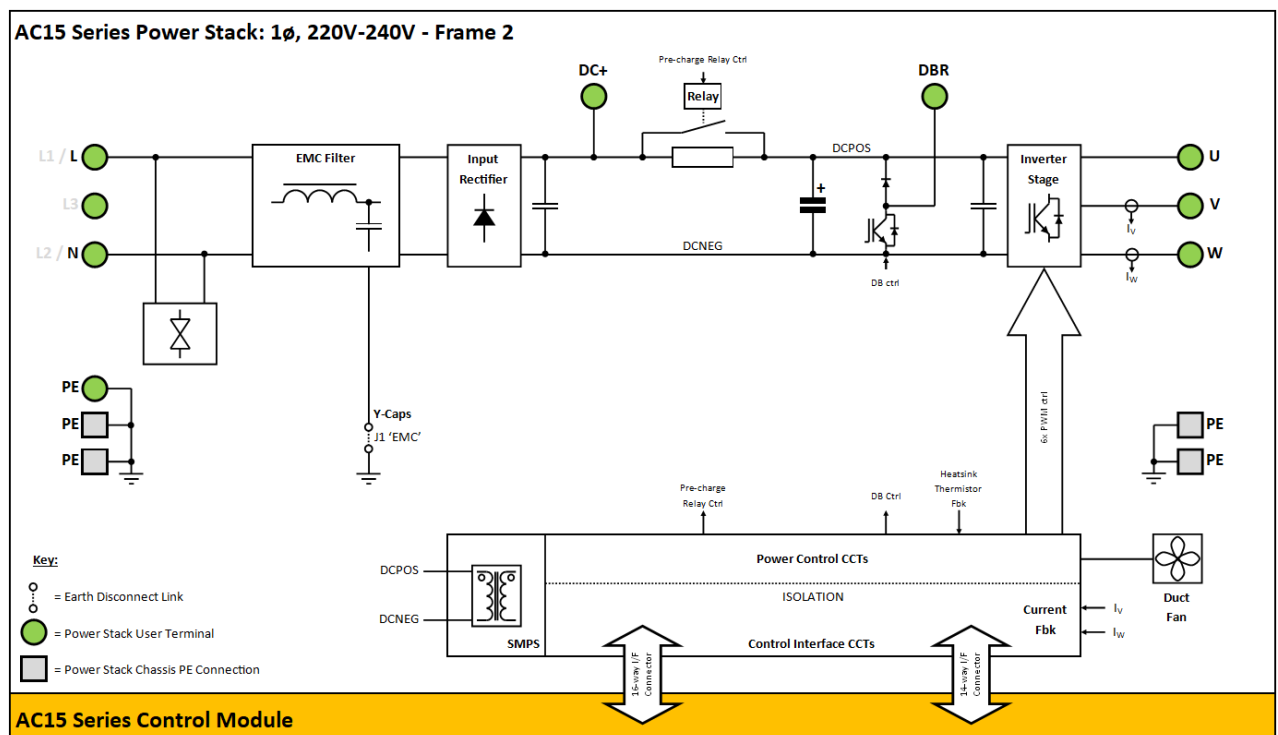 AC15 Series Power Stack: 1ø, 220V-240V - Frame 2
Pre-charge Relay Ctrl
DC+
DBR
Relay
L1 / L
EMC Filter
Input
Rectifier
DCPOS
Inverter
Stage
U
+
L3
V
IV
L2 / N
DCNEG
W
IW
DB ctrl
PE
PE
PE
Y-Caps
J1 ‘EMC’
6x PWM ctrl
PE
PE
Pre-charge
Relay Ctrl
DB Ctrl
Heatsink
Thermistor
Fbk
Key:
= Earth Disconnect Link
= Power Stack User Terminal
= Power Stack Chassis PE Connection
DCPOS
DCNEG
SMPS
Power Control CCTs
ISOLATION
Control Interface CCTs
Current
Fbk
IV
IW
Duct
Fan
16-way I/F
Connector
14-way I/F
Connector
AC15 Series Control Module